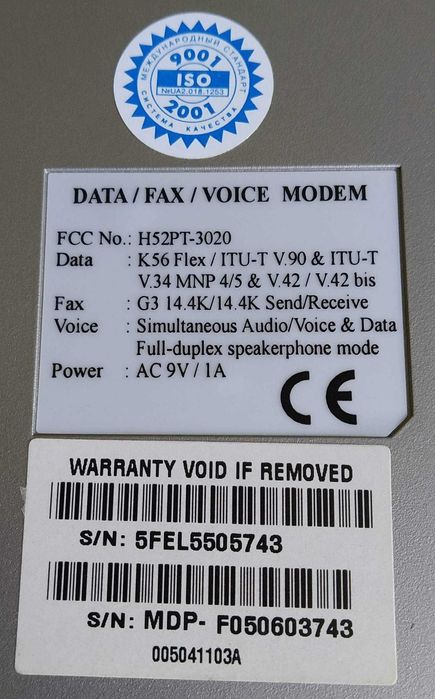 МЕЖДУНАРОДНЫЙ СТАНДАРТ
9001
ISO
№UA2.018.1263
2001
СИСТЕМА КАЧЕСТВА
DATA / FAX / VOICE MODEM
FCC No.: H52PT-3020
Data : K56 Flex / ITU-T V.90 & ITU-T
V.34 MNP 4/5 & V.42 / V.42 bis
Fax : G3 14.4K/14.4K Send/Receive
Voice : Simultaneous Audio/Voice & Data
Full-duplex speakerphone mode
Power : AC 9V / 1A
CE
WARRANTY VOID IF REMOVED
S/N: 5FEL5505743
S/N: MDP- F050603743
005041103A